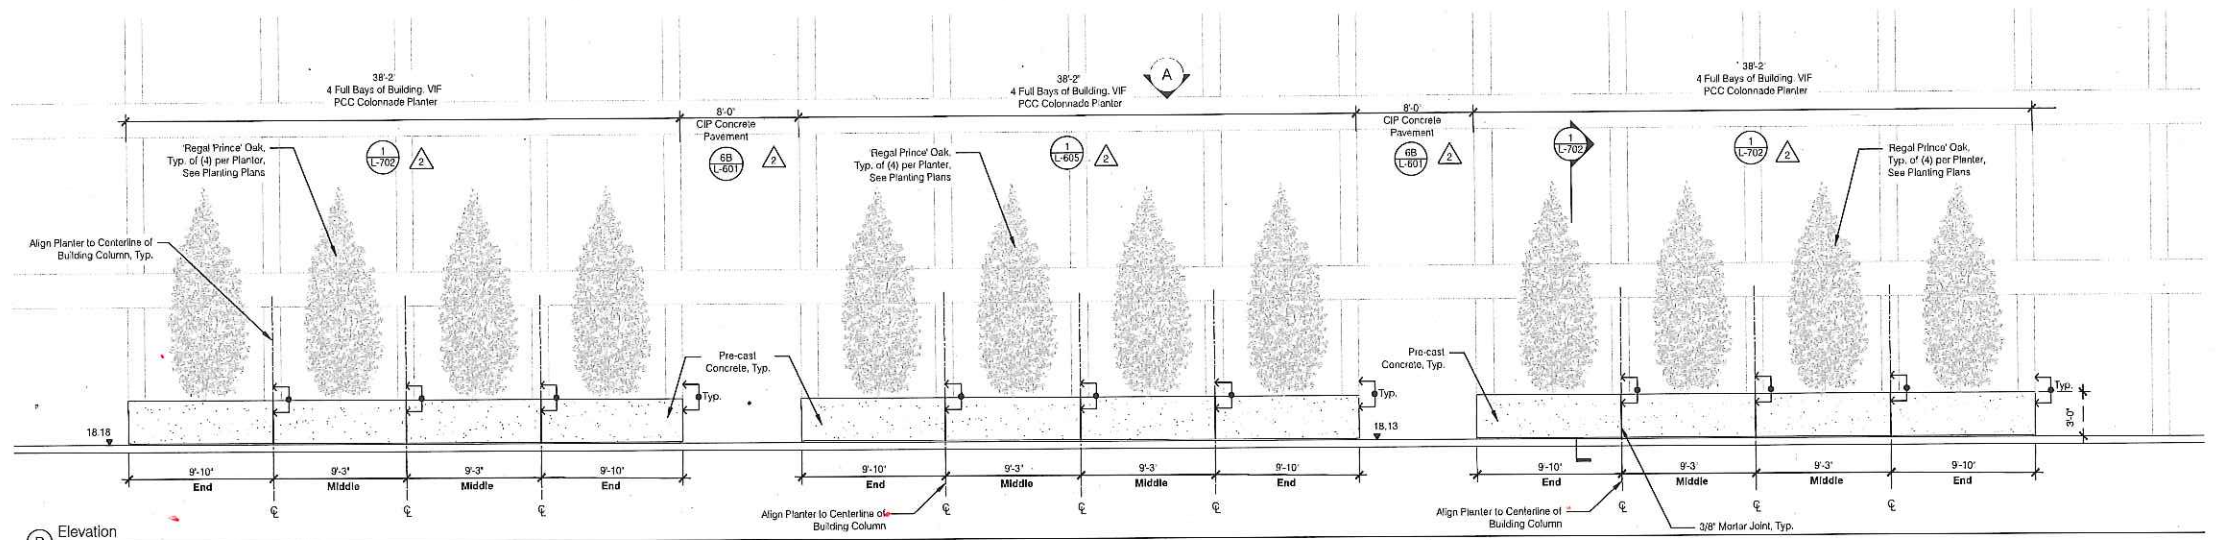 38'-2'
4 Full Bays of Building. VIF
PCC Colonnade Planter
38'-2'
4 Full Bays of Building. VIF
PCC Colonnade Planter
A
38'-2'
4 Full Bays of Building. VIF
PCC Colonnade Planter
8'-0'
CIP Concrete
Pavement
8'-0'
CIP Concrete
Pavement
'Regal Prince' Oak,
Typ. of (4) per Planter,
See Planting Plans
1
L-702
2
6B
L-601
2
'Regal Prince' Oak,
Typ. of (4) per Planter,
See Planting Plans
1
L-605
2
6B
L-601
2
1
L-702
1
L-702
2
Regal Prince' Oak,
Typ. of (4) per Planter,
See Planting Plans
Align Planter to Centerline of
Building Column, Typ.
Pre-cast
Concrete, Typ.
Pre-cast
Concrete, Typ.
Typ.
Typ.
Typ.
3'-0"
18.18
18.13
9'-10"
End
9'-3"
Middle
9'-3"
Middle
9'-10"
End
9'-10"
End
9'-3"
Middle
9'-3
Middle
9'-10'
End
9'-10"
End
9'-3
Middle
9'-3"
Middle
9'-10"
End
℄
℄
℄
℄
℄
℄
℄
℄
℄
Align Planter to Centerline of
Building Column
Align Planter to Centerline of
Building Column
3/8" Mortar Joint, Typ.
Elevation